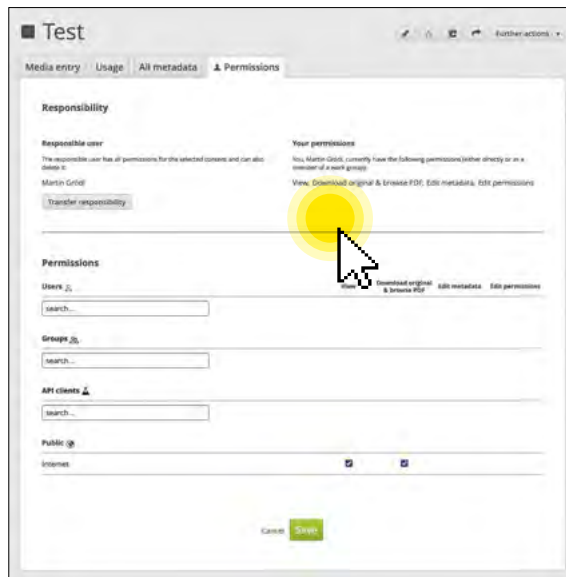 Test
Further actions
Media entry Usage All metadata Permissions
Responsibility
Responsible user
The responsible user has all permissions for the selected content and can also
delete it.
Martin Grödl
Transfer responsibility
Your permissions
You, Martin Grödl, currently have the following permissions (either directly or as a
member of a work group):
View, Download original & browse PDF, Edit metadata, Edit permissions
Permissions
Users
View
Download original
& browse PDF
Edit metadata
Edit permissions
search...
Groups
search...
API clients
search...
Public
Internet
Cancel Save